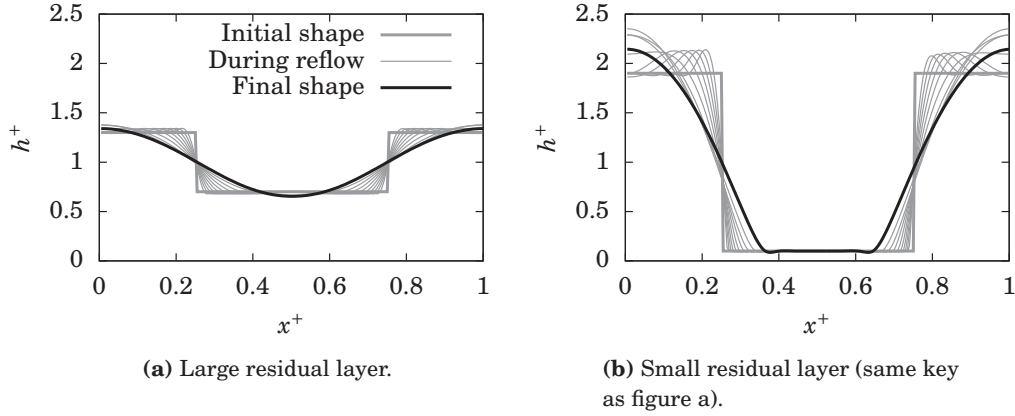 2.5
2
1.5
1
0.5
0
h+
Initial shape
During reflow
Final shape
0 0.2 0.4 0.6 0.8 1
x+
(a) Large residual layer.
2.5
2
1.5
1
0.5
0
h+
0 0.2 0.4 0.6 0.8 1
x+
(b) Small residual layer (same key
as figure a).